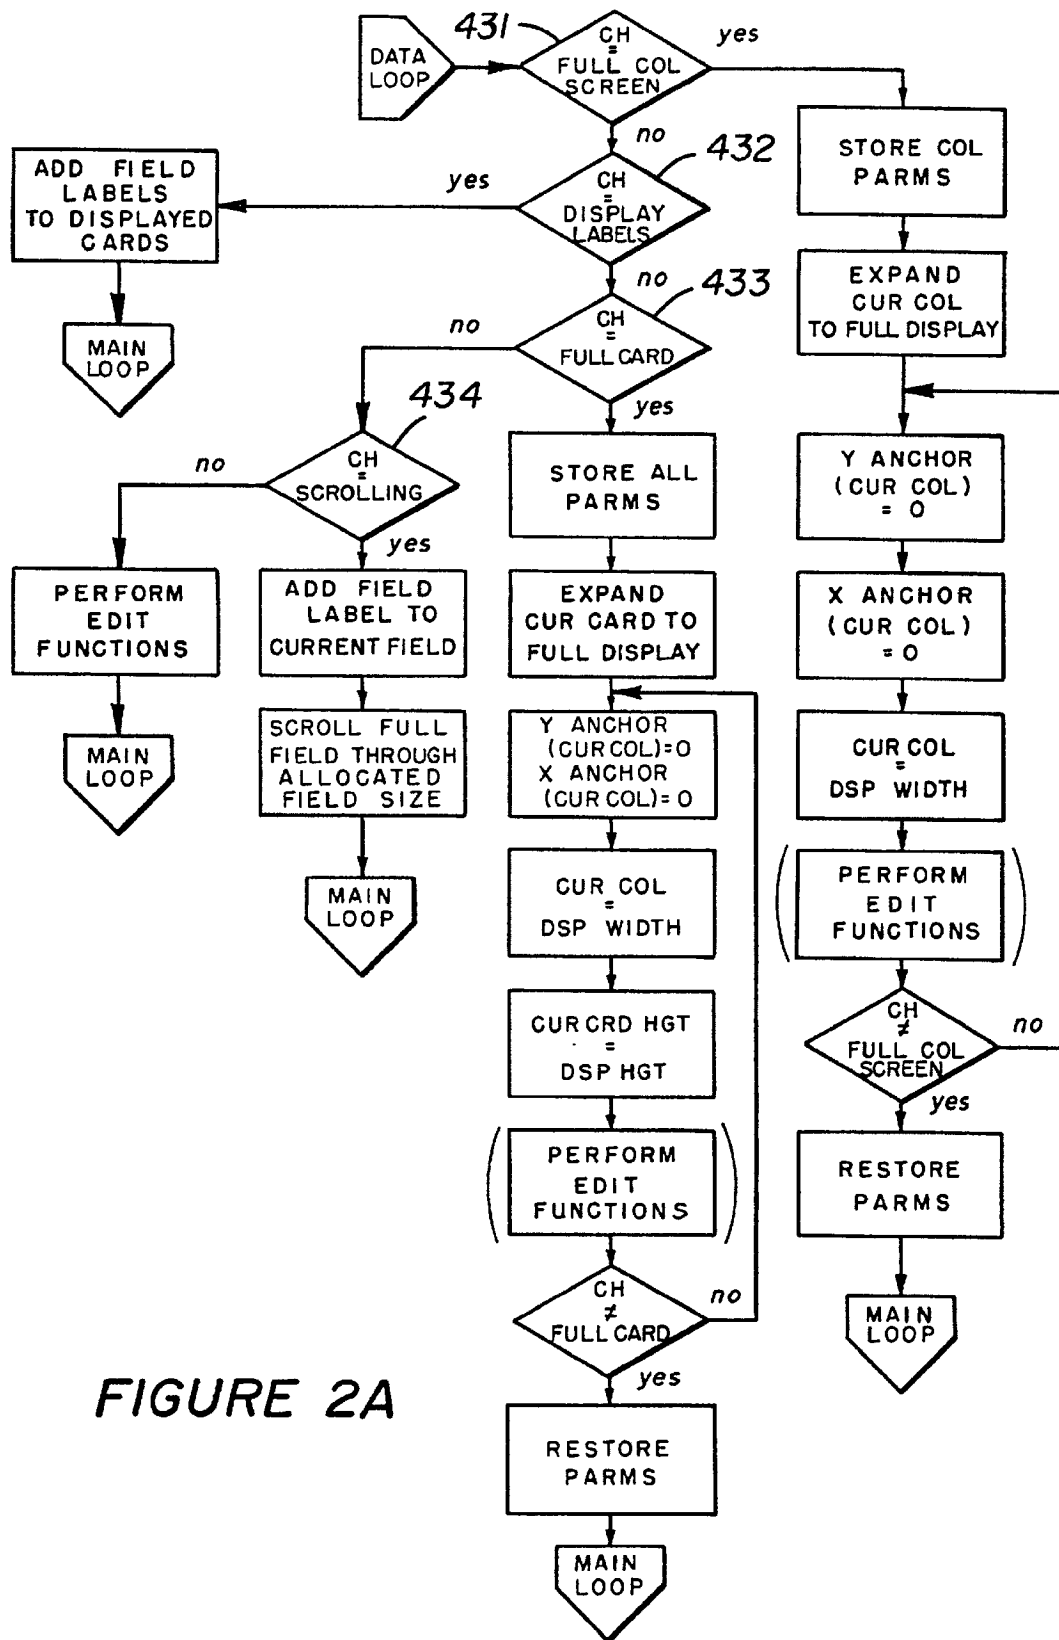 DATA
LOOP
431
CH
=
FULL COL
SCREEN
yes
no
432
CH
=
DISPLAY
LABELS
yes
no
ADD FIELD
LABELS
TO DISPLAYED
CARDS
MAIN
LOOP
433
CH
=
FULL CARD
no
yes
434
CH
=
SCROLLING
no
yes
PERFORM
EDIT
FUNCTIONS
MAIN
LOOP
ADD FIELD
LABEL TO
CURRENT FIELD
SCROLL FULL
FIELD THROUGH
ALLOCATED
FIELD SIZE
MAIN
LOOP
STORE ALL
PARMS
EXPAND
CUR CARD TO
FULL DISPLAY
Y ANCHOR
(CUR COL)=0
X ANCHOR
(CUR COL)=0
CUR COL
=
DSP WIDTH
CUR CRD HGT
=
DSP HGT
PERFORM
EDIT
FUNCTIONS
CH
≠
FULL CARD
no
yes
RESTORE
PARMS
MAIN
LOOP
STORE COL
PARMS
EXPAND
CUR COL
TO FULL DISPLAY
Y ANCHOR
(CUR COL)
= 0
X ANCHOR
(CUR COL)
= 0
CUR COL
=
DSP WIDTH
PERFORM
EDIT
FUNCTIONS
CH
≠
FULL COL
SCREEN
no
yes
RESTORE
PARMS
MAIN
LOOP
FIGURE 2A